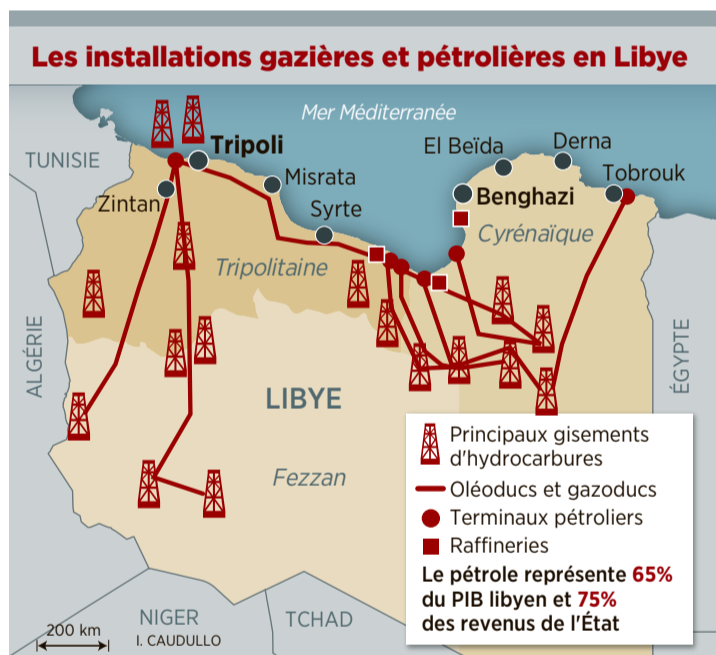 Les installations gazières et pétrolières en Libye
Mer Méditerranée
TUNISIE
Tripoli
El Beïda
Derna
Zintan
Misrata
Benghazi
Tobrouk
Syrte
Cyrénaïque
Tripolitaine
ALGÉRIE
ÉGYPTE
LIBYE
Fezzan
Principaux gisements
d'hydrocarbures
Oléoducs et gazoducs
Terminaux pétroliers
Raffineries
Le pétrole représente 65%
du PIB libyen et 75%
des revenus de l'État
NIGER
TCHAD
200 km
I. CAUDULLO